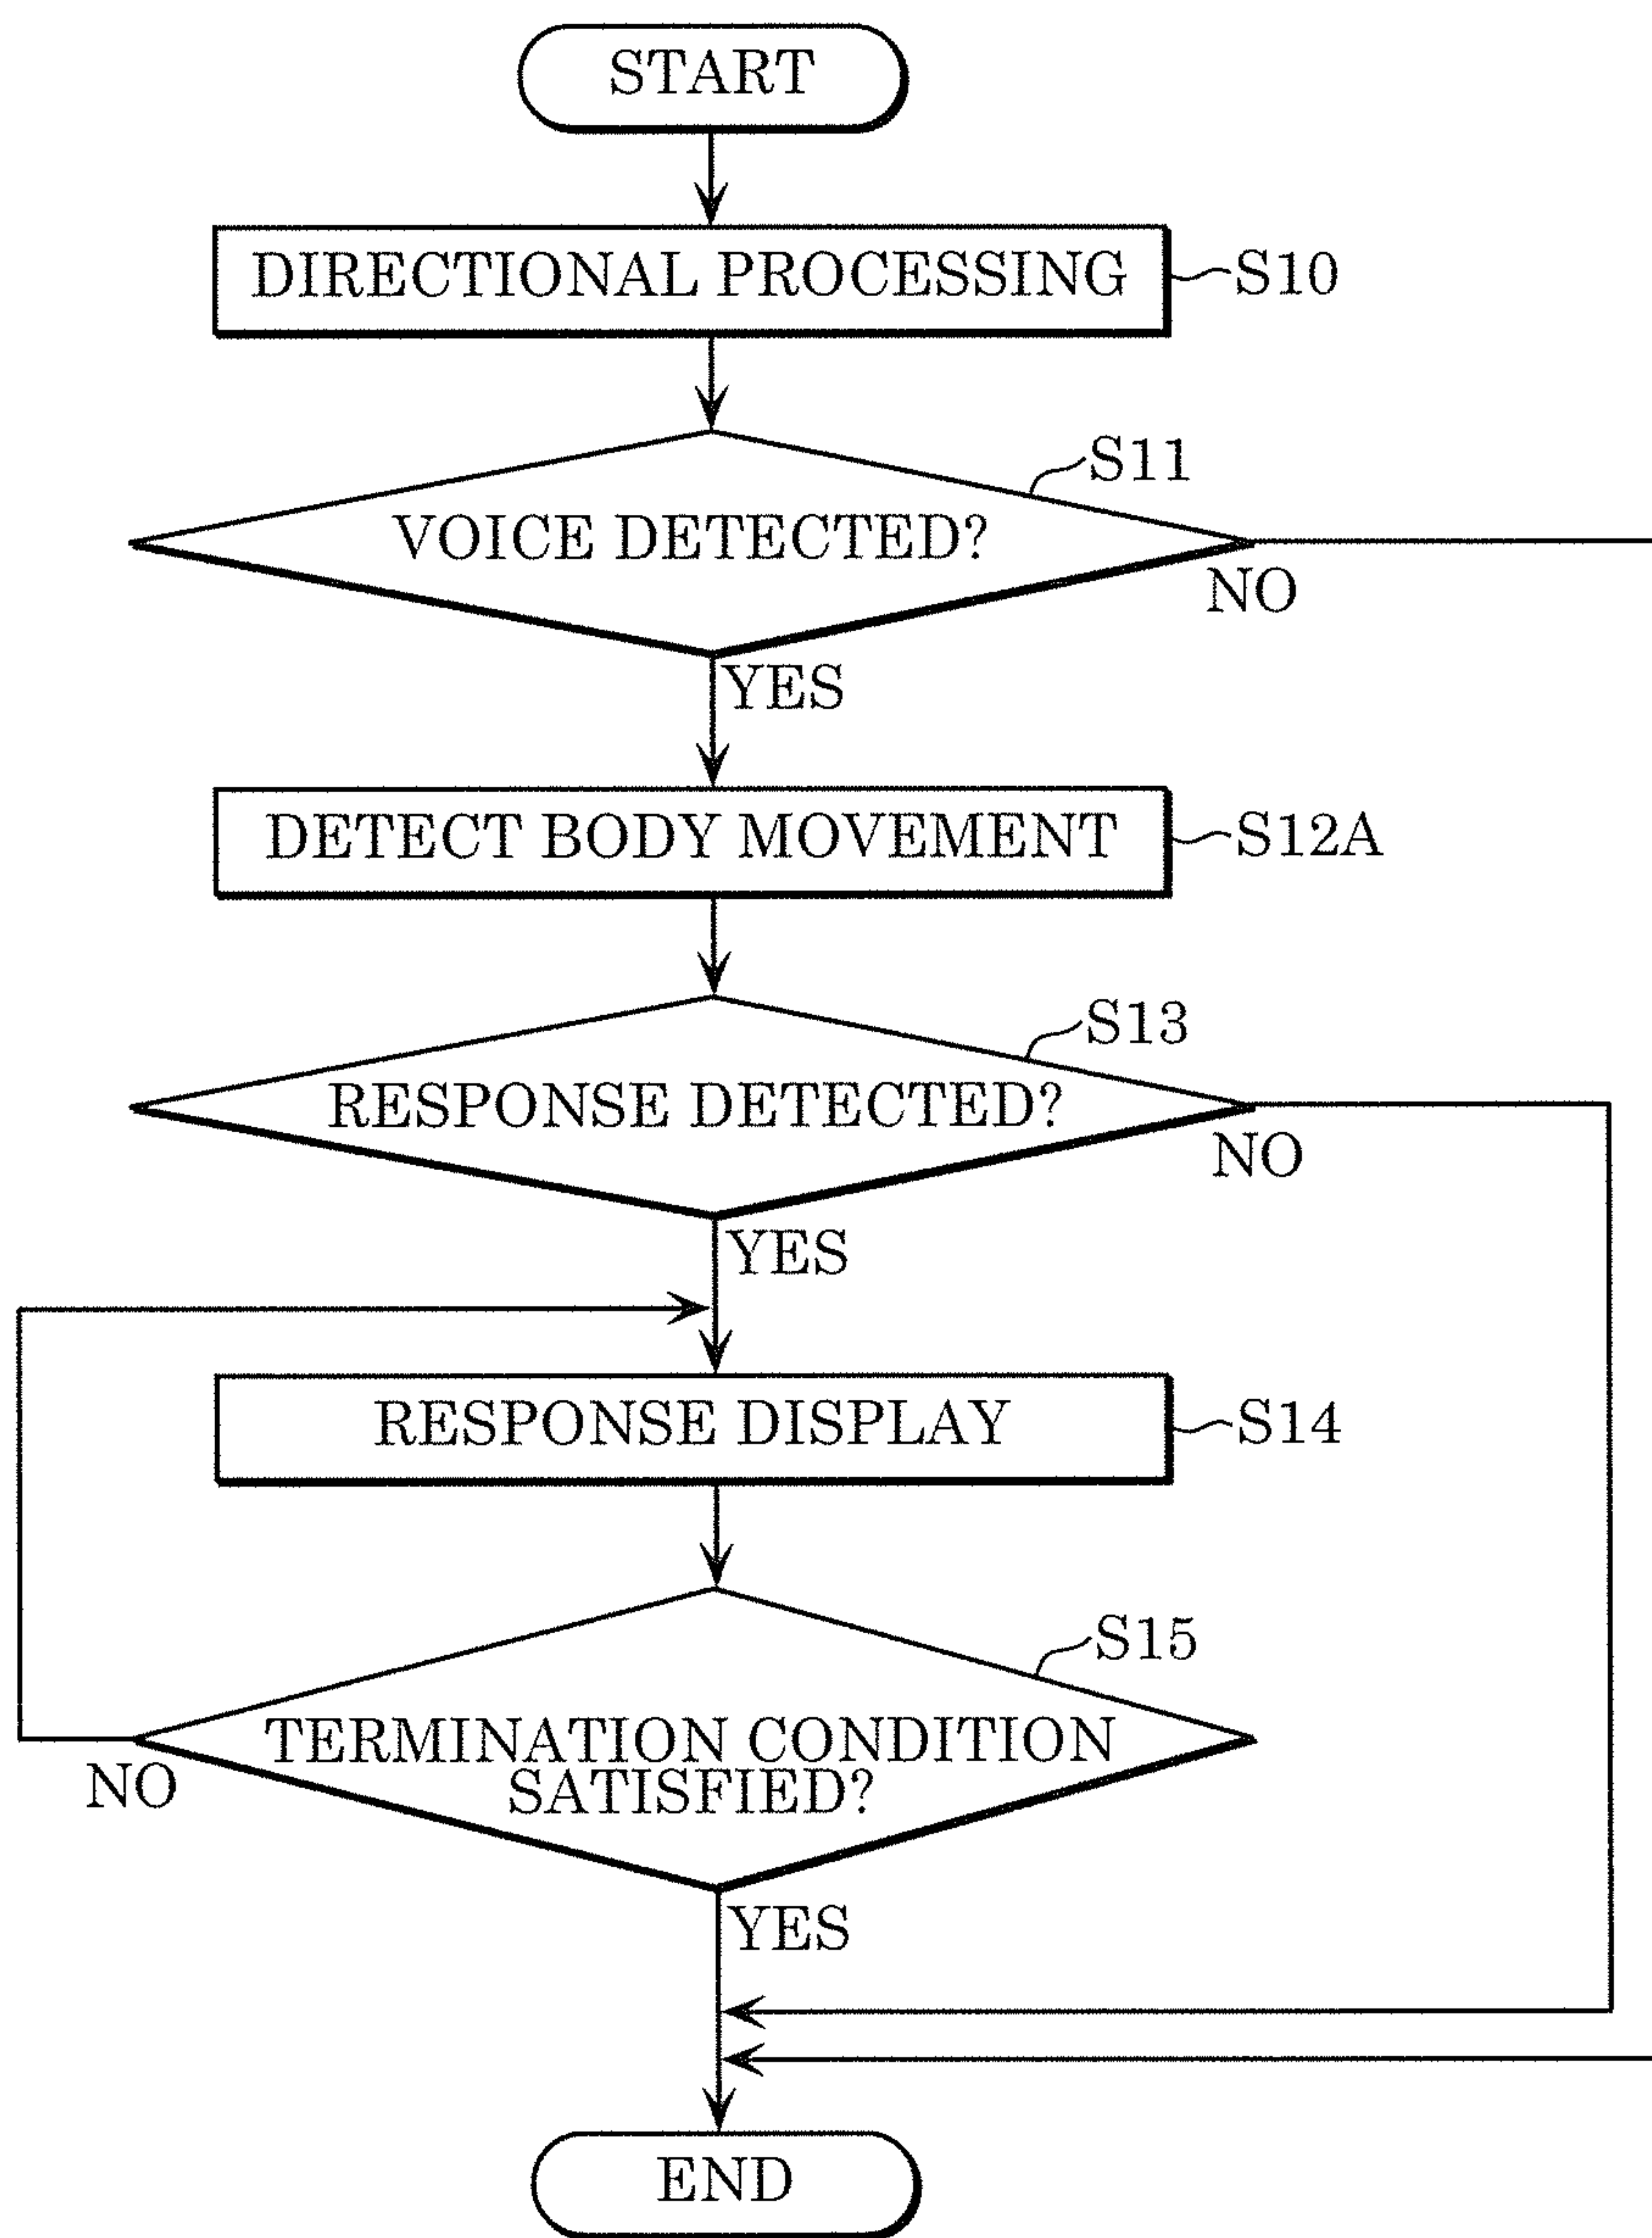 START
DIRECTIONAL PROCESSING
S10
S11
VOICE DETECTED?
NO
YES
DETECT BODY MOVEMENT
S12A
S13
RESPONSE DETECTED?
NO
YES
RESPONSE DISPLAY
S14
S15
TERMINATION CONDITION
SATISFIED?
NO
YES
END